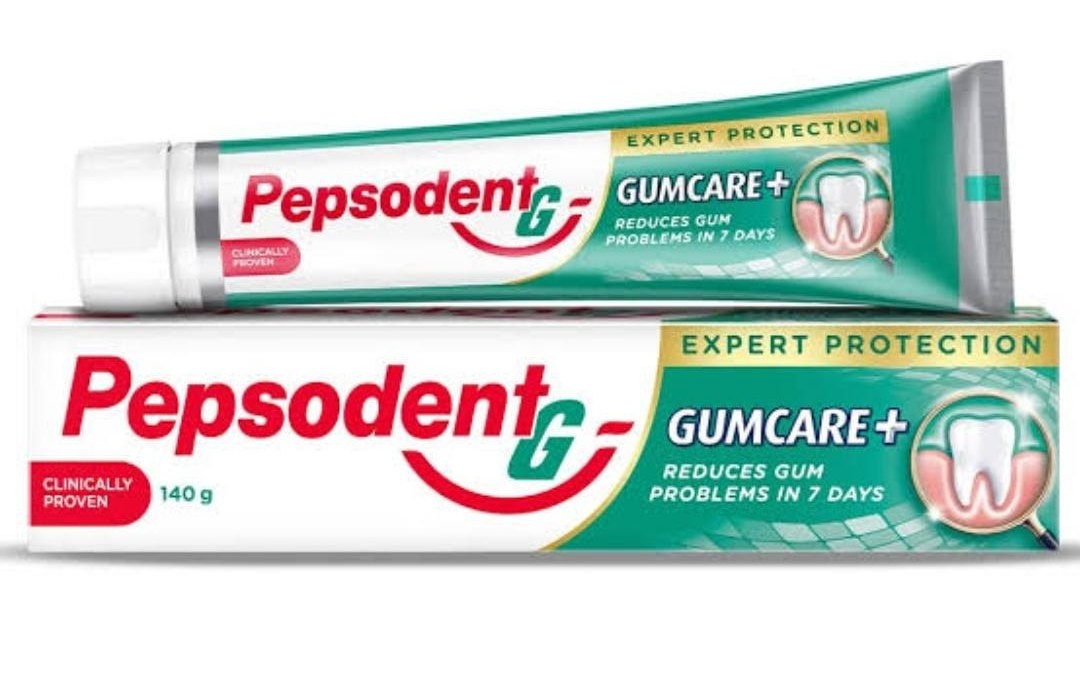 EXPERT PROTECTION
Pepsodent G
GUMCARE+
REDUCES GUM
PROBLEMS IN 7 DAYS
CLINICALLY
PROVEN
EXPERT PROTECTION
Pepsodent G
GUMCARE+
REDUCES GUM
PROBLEMS IN 7 DAYS
CLINICALLY
PROVEN
140 g